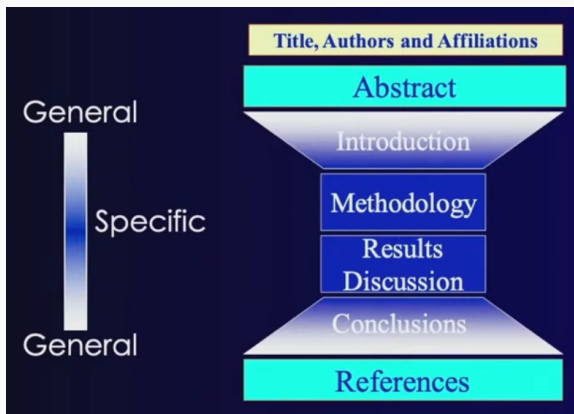 Title, Authors and Affiliations
Abstract
General
Introduction
Methodology
Specific
Results
Discussion
Conclusions
General
References